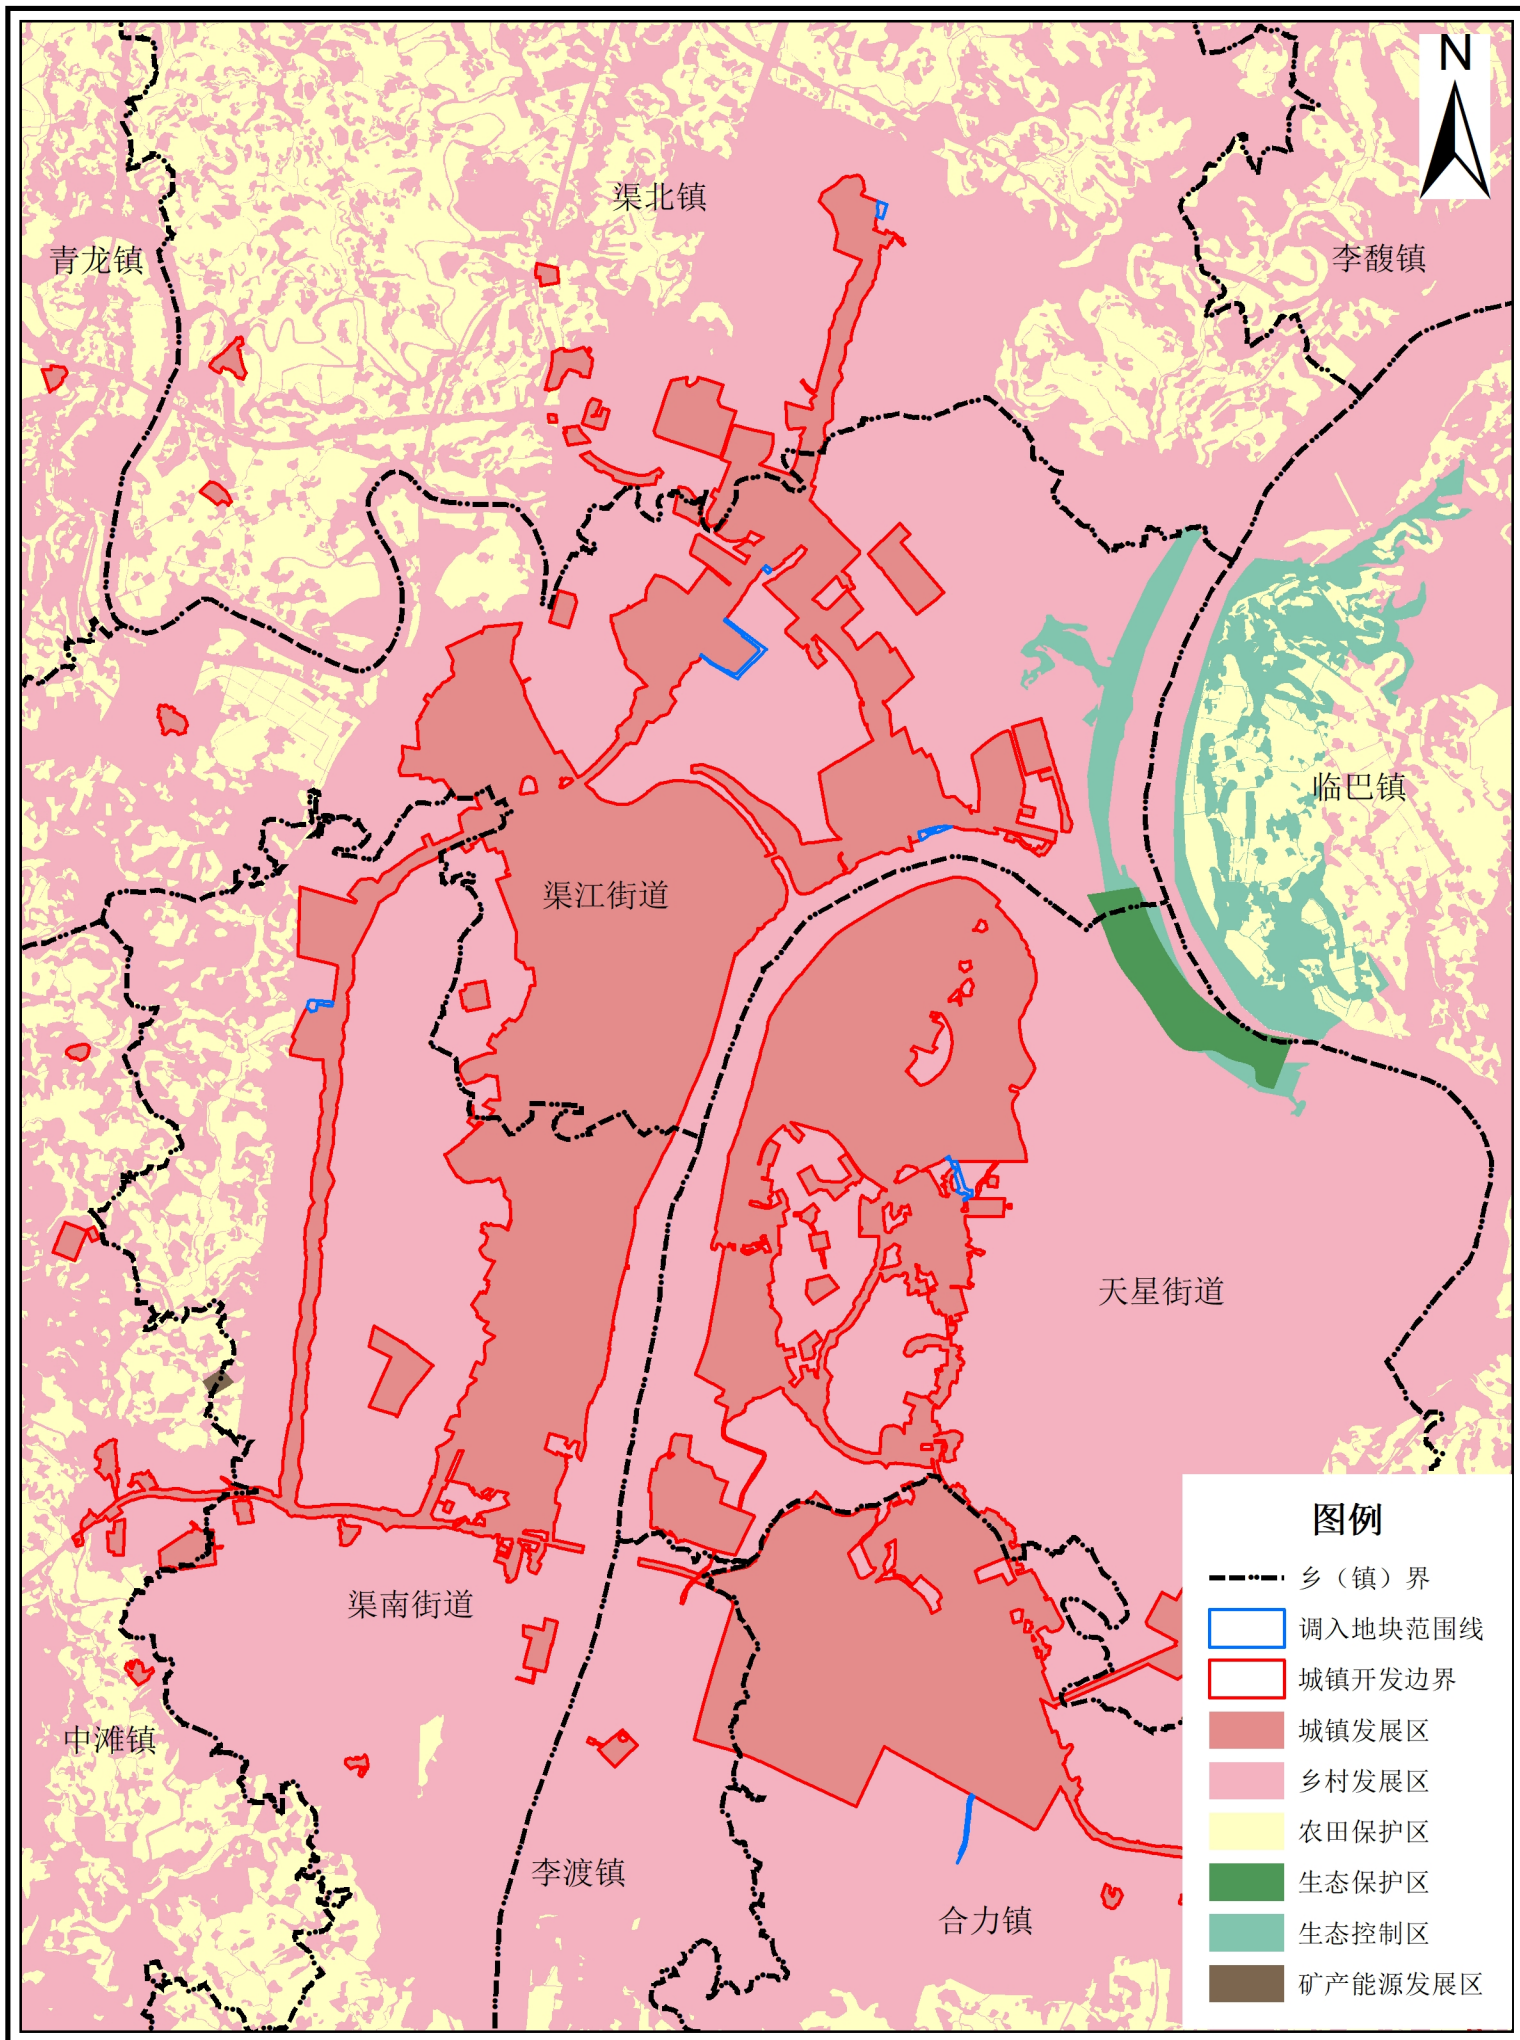 N
渠北镇
青龙镇
李馥镇
临巴镇
渠江街道
天星街道
渠南街道
中滩镇
李渡镇
合力镇
图例
乡（镇）界
调入地块范围线
城镇开发边界
城镇发展区
乡村发展区
农田保护区
生态保护区
生态控制区
矿产能源发展区